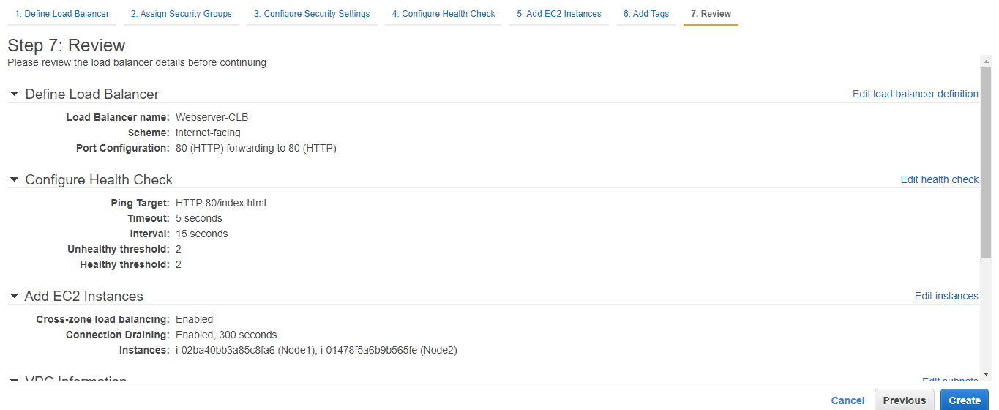 1. Define Load Balancer 2. Assign Security Groups 3. Configure Security Settings 4. Configure Health Check 5. Add EC2 Instances 6. Add Tags 7. Review
Step 7: Review
Please review the load balancer details before continuing
Define Load Balancer Edit load balancer definition
Load Balancer name: Webserver-CLB
Scheme: internet-facing
Port Configuration: 80 (HTTP) forwarding to 80 (HTTP)
Configure Health Check Edit health check
Ping Target: HTTP:80/index.html
Timeout: 5 seconds
Interval: 15 seconds
Unhealthy threshold: 2
Healthy threshold: 2
Add EC2 Instances Edit instances
Cross-zone load balancing: Enabled
Connection Draining: Enabled, 300 seconds
Instances: i-02ba40bb3a85c8fa6 (Node1), i-01478f5a6b9b565fe (Node2)
VPC Information Edit subnets
Cancel Previous Create